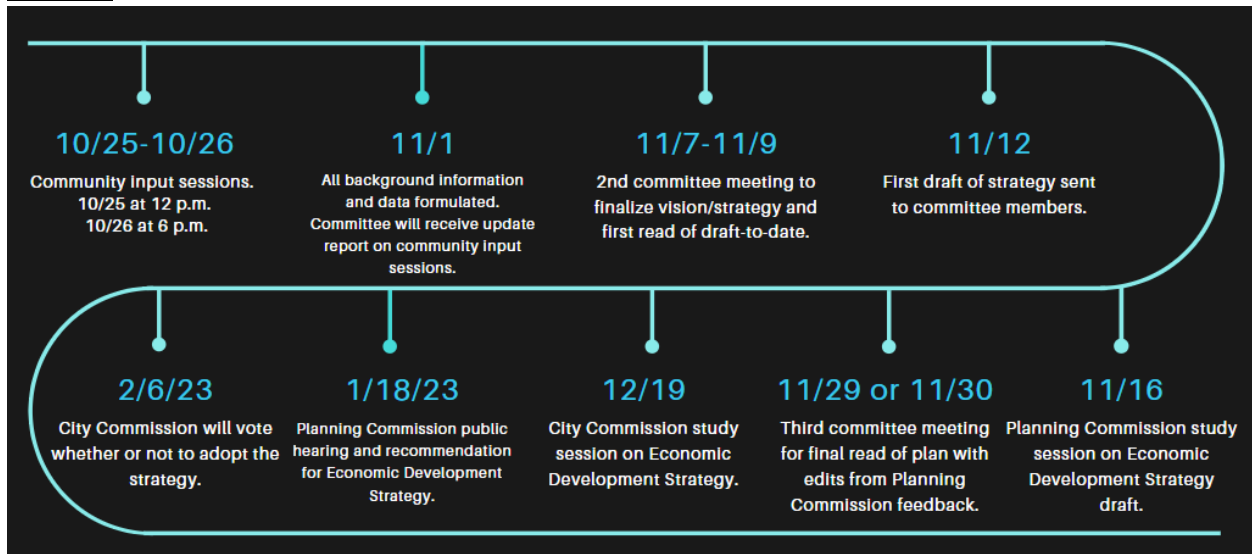 10/25-10/26
Community input sessions.
10/25 at 12 p.m.
10/26 at 6 p.m.
11/1
All background information
and data formulated.
Committee will receive update
report on community input
sessions.
11/7-11/9
2nd committee meeting to
finalize vision/strategy and
first read of draft-to-date.
11/12
First draft of strategy sent
to committee members.
11/16
Planning Commission study
session on Economic
Development Strategy
draft.
11/29 or 11/30
Third committee meeting
for final read of plan with
edits from Planning
Commission feedback.
12/19
City Commission study
session on Economic
Development Strategy.
1/18/23
Planning Commission public
hearing and recommendation
for Economic Development
Strategy.
2/6/23
City Commission will vote
whether or not to adopt the
strategy.